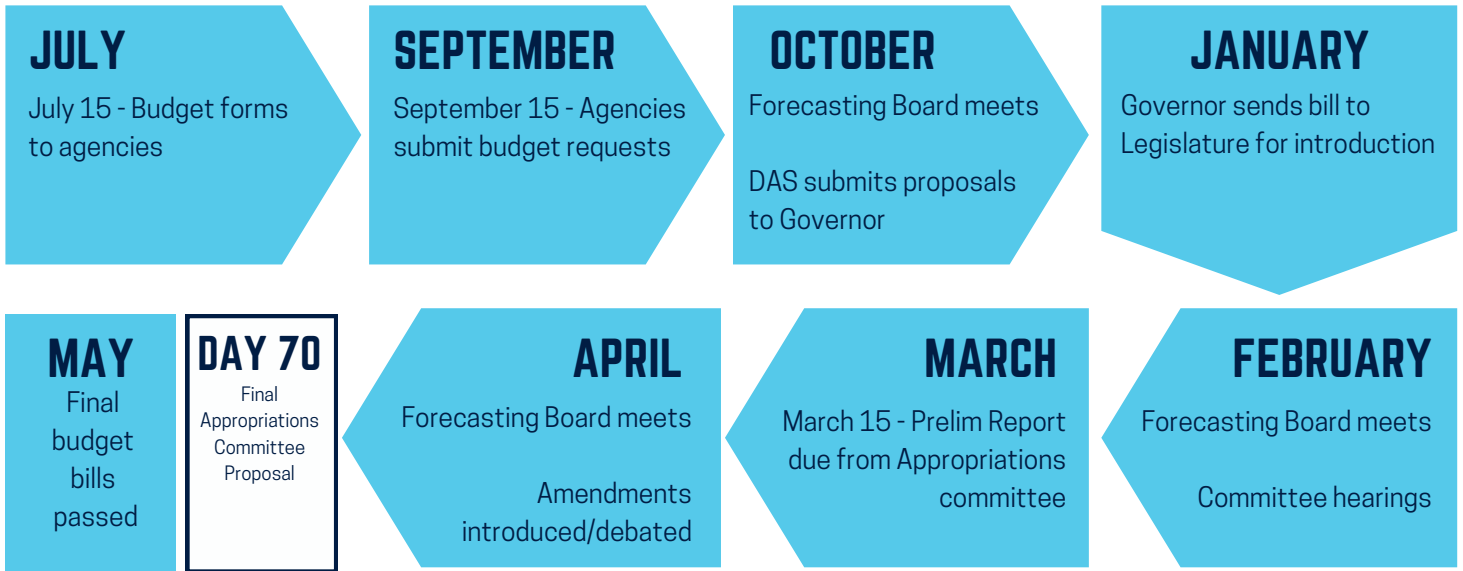 JULY
July 15 - Budget forms
to agencies
SEPTEMBER
September 15 - Agencies
submit budget requests
OCTOBER
Forecasting Board meets
DAS submits proposals
to Governor
JANUARY
Governor sends bill to
Legislature for introduction
FEBRUARY
Forecasting Board meets
Committee hearings
MARCH
March 15 - Prelim Report
due from Appropriations
committee
APRIL
Forecasting Board meets
Amendments
introduced/debated
DAY 70
Final
Appropriations
Committee
Proposal
MAY
Final
budget
bills
passed